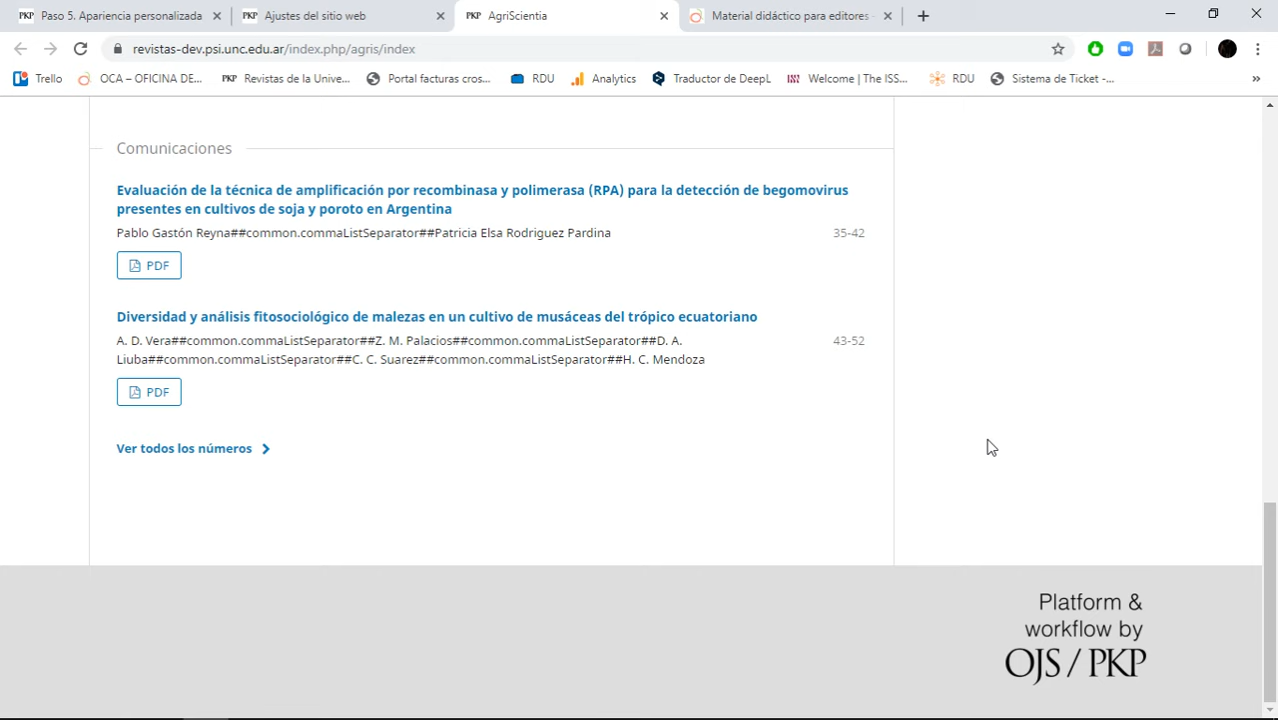 Paso 5. Apariencia personalizada
Ajustes del sitio web
AgriScientia
Material didáctico para editores -
revistas-dev.psi.unc.edu.ar/index.php/agris/index
Trello
OCA – OFICINA DE...
Revistas de la Unive...
Portal facturas cros...
RDU
Analytics
Traductor de DeepL
Welcome | The ISS...
RDU
Sistema de Ticket -...
Comunicaciones
Evaluación de la técnica de amplificación por recombinasa y polimerasa (RPA) para la detección de begomovirus
presentes en cultivos de soja y poroto en Argentina
Pablo Gastón Reyna##common.commaListSeparator##Patricia Elsa Rodriguez Pardina
35-42
PDF
Diversidad y análisis fitosociológico de malezas en un cultivo de musáceas del trópico ecuatoriano
A. D. Vera##common.commaListSeparator##Z. M. Palacios##common.commaListSeparator##D. A.
43-52
Liuba##common.commaListSeparator##C. C. Suarez##common.commaListSeparator##H. C. Mendoza
PDF
Ver todos los números
Platform &
workflow by
OJS / PKP